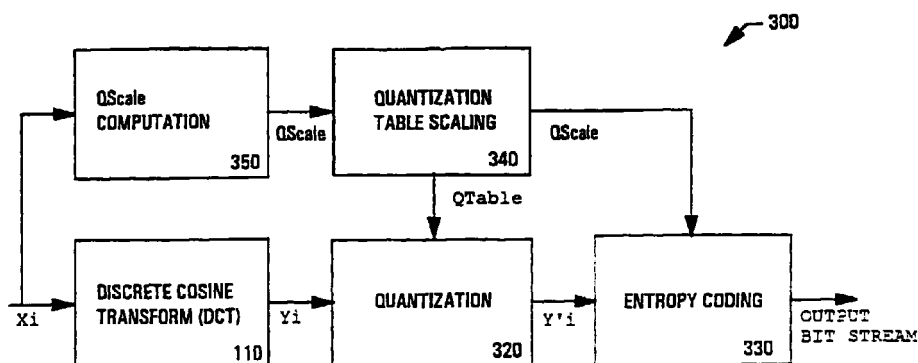 300
QScale
COMPUTATION
350
QScale
QUANTIZATION
TABLE SCALING
340
QScale
QTable
Xi
DISCRETE COSINE
TRANSFORM (DCT)
110
Yi
QUANTIZATION
320
Y'i
ENTROPY CODING
330
OUTPUT
BIT STREAM